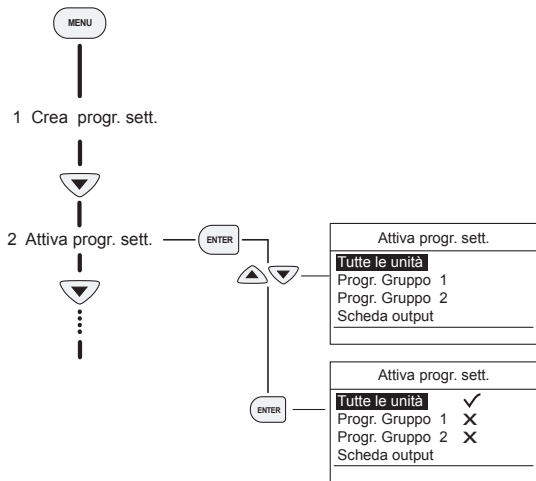 MENU
1 Crea progr. sett.
2 Attiva progr. sett.
ENTER
Attiva progr. sett.
Tutte le unità
Progr. Gruppo 1
Progr. Gruppo 2
Scheda output
ENTER
Attiva progr. sett.
Tutte le unità ✓
Progr. Gruppo 1 X
Progr. Gruppo 2 X
Scheda output